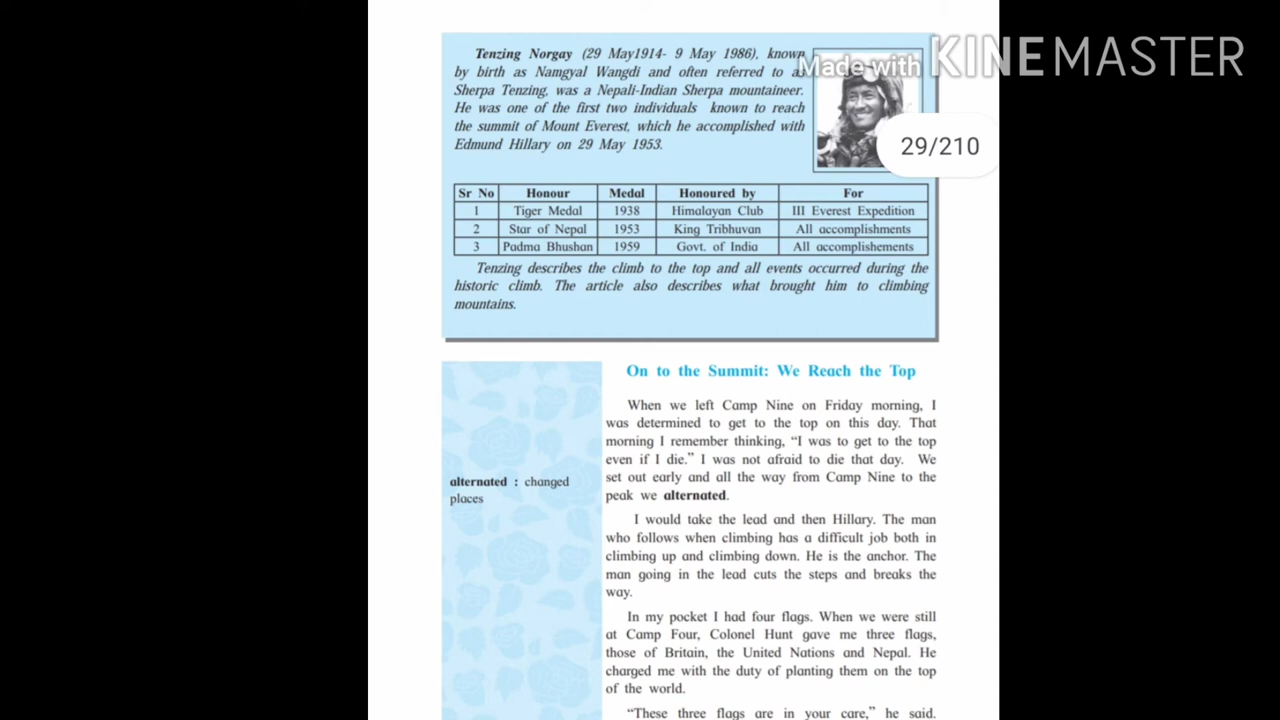 Tenzing Norgay (29 May1914- 9 May 1986), known
by birth as Namgyal Wangdi and often referred to
Sherpa Tenzing, was a Nepali-Indian Sherpa mountaineer.
He was one of the first two individuals known to reach
the summit of Mount Everest, which he accomplished with
Edmund Hillary on 29 May 1953.
Made with KINEMASTER
29/210
Sr No Honour Medal Honoured by For
1 Tiger Medal 1938 Himalayan Club III Everest Expedition
2 Star of Nepal 1953 King Tribhuvan All accomplishments
3 Padma Bhushan 1959 Govt. of India All accomplishements
Tenzing describes the climb to the top and all events occurred during the
historic climb. The article also describes what brought him to climbing
mountains.
On to the Summit: We Reach the Top
When we left Camp Nine on Friday morning, I
was determined to get to the top on this day. That
morning I remember thinking, “I was to get to the top
even if I die.” I was not afraid to die that day. We
set out early and all the way from Camp Nine to the
peak we alternated.
alternated : changed
places
I would take the lead and then Hillary. The man
who follows when climbing has a difficult job both in
climbing up and climbing down. He is the anchor. The
man going in the lead cuts the steps and breaks the
way.
In my pocket I had four flags. When we were still
at Camp Four, Colonel Hunt gave me three flags,
those of Britain, the United Nations and Nepal. He
charged me with the duty of planting them on the top
of the world.
“These three flags are in your care,” he said.